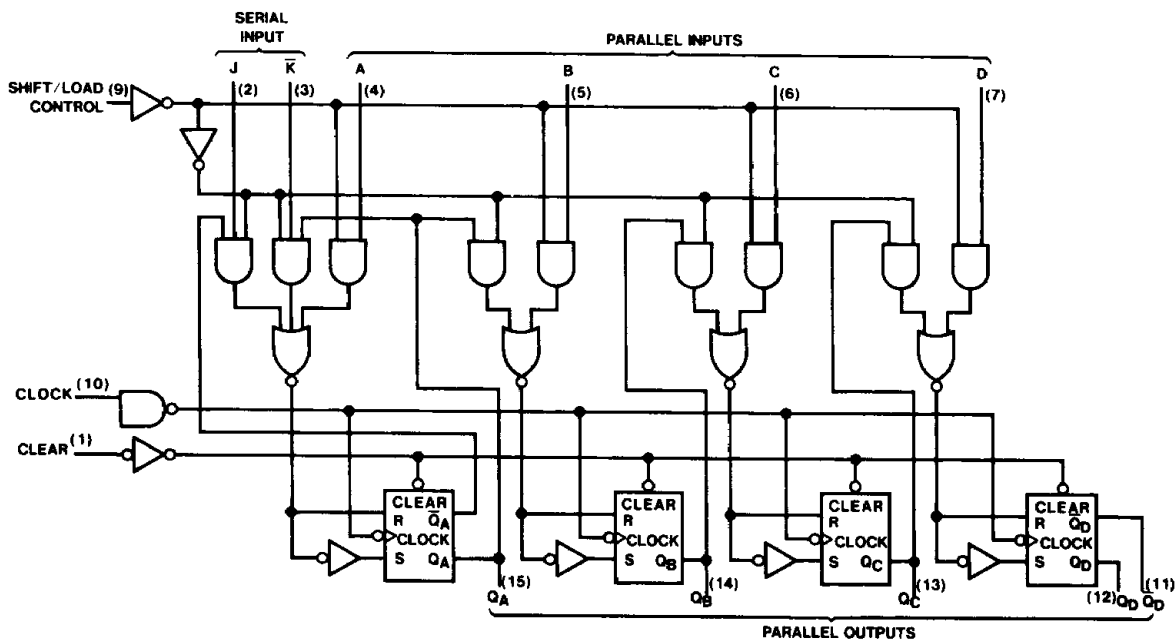 SERIAL
INPUT
PARALLEL INPUTS
J K̅ A B C D
SHIFT/LOAD (9)
CONTROL
(2) (3) (4) (5) (6) (7)
CLOCK (10)
CLEAR (1)
CLEAR
R Q̅A
CLOCK
S QA
CLEAR
R
CLOCK
S QB
CLEAR
R
CLOCK
S QC
CLEAR
R Q̅D
CLOCK
S QD
(15) (14) (13) (12) (11)
QA QB QC QD Q̅D
PARALLEL OUTPUTS